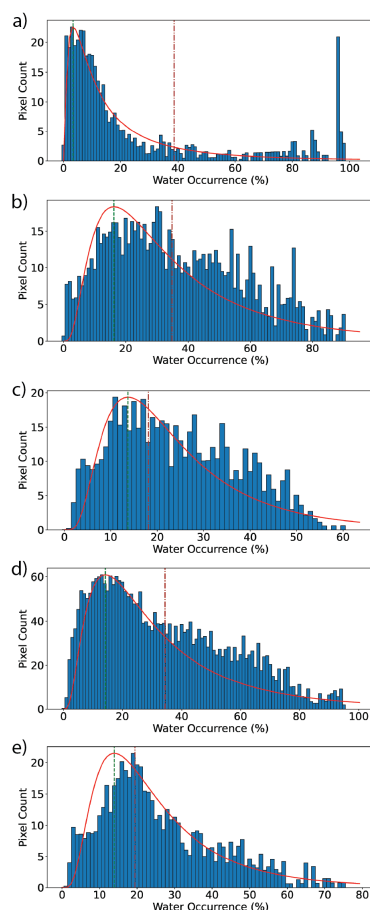 a)
20
15
10
5
0
Pixel Count
0 20 40 60 80 100
Water Occurrence (%)
b)
15
10
5
0
Pixel Count
0 20 40 60 80
Water Occurrence (%)
c)
20
15
10
5
0
Pixel Count
0 10 20 30 40 50 60
Water Occurrence (%)
d)
60
40
20
0
Pixel Count
0 20 40 60 80 100
Water Occurrence (%)
e)
20
15
10
5
0
Pixel Count
0 10 20 30 40 50 60 70 80
Water Occurrence (%)